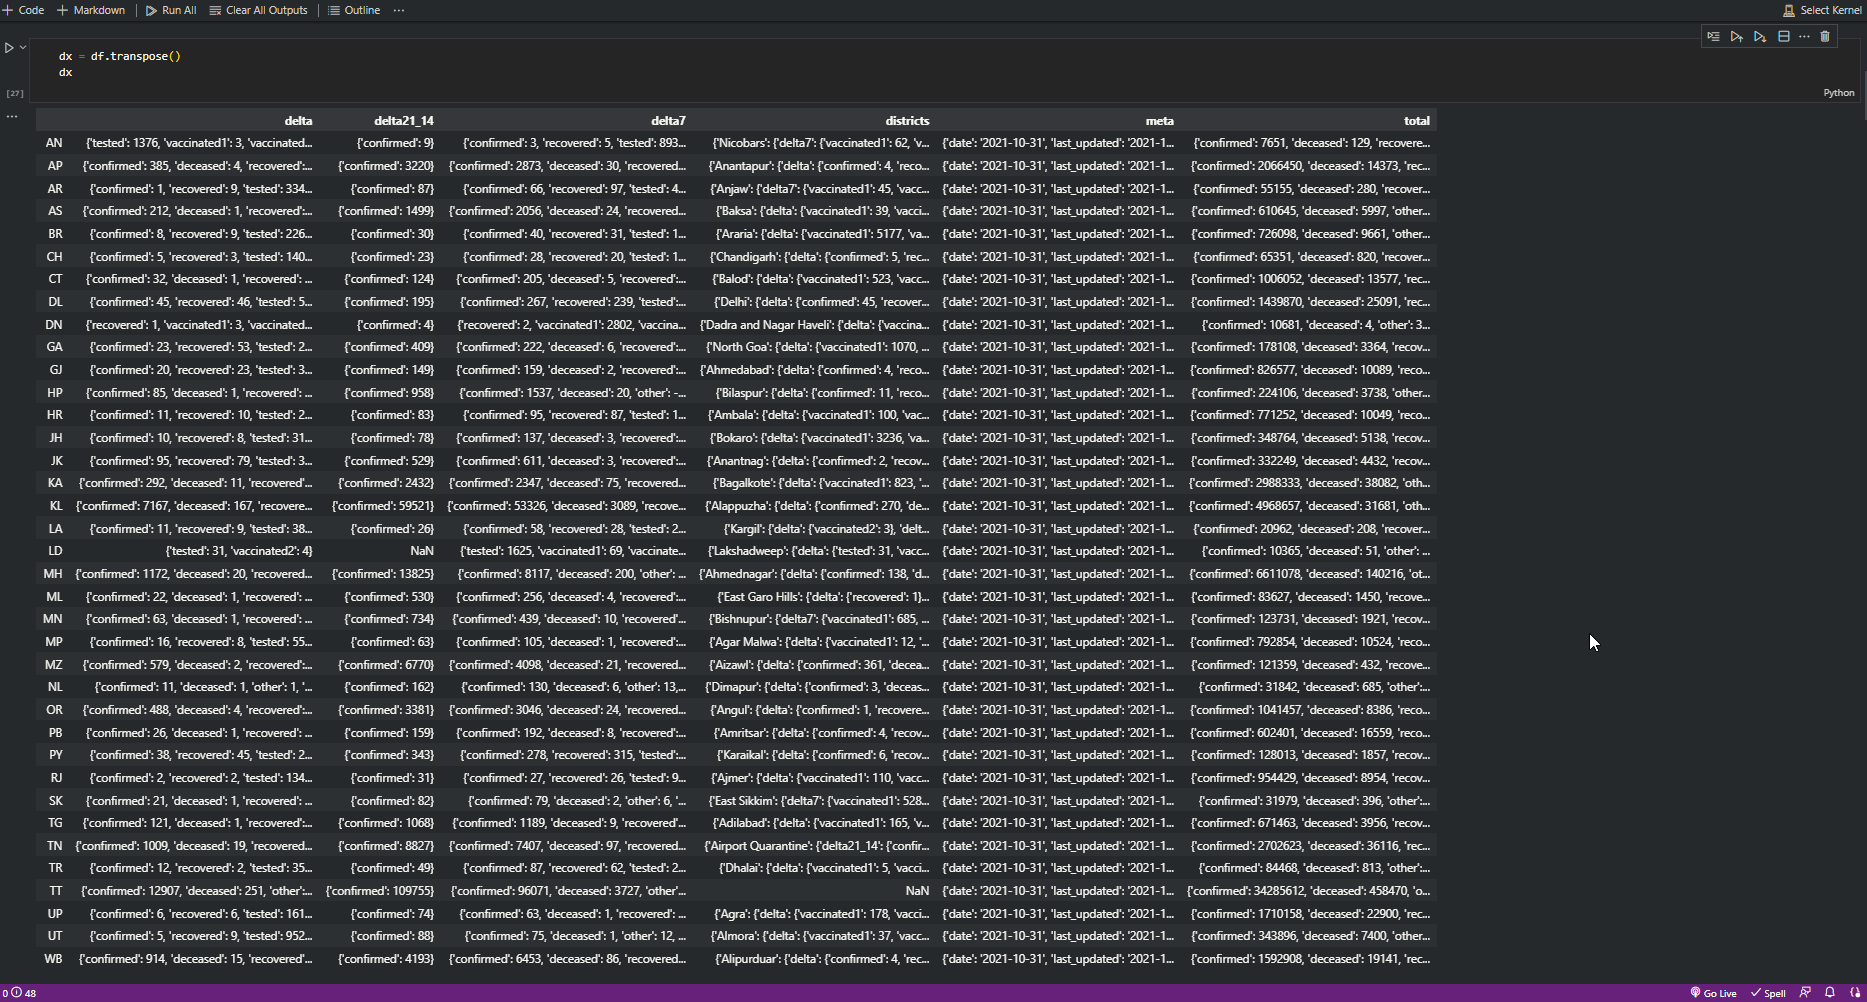 Code Markdown Run All Clear All Outputs Outline ... Select Kernel
dx = df.transpose()
dx
[27]
Python
...
delta delta21_14 delta7 districts meta total
AN {'tested': 1376, 'vaccinated1': 3, 'vaccinated... {'confirmed': 9} {'confirmed': 3, 'recovered': 5, 'tested': 893... {'Nicobars': {'delta7': {'vaccinated1': 62, 'v... {'date': '2021-10-31', 'last_updated': '2021-1... {'confirmed': 7651, 'deceased': 129, 'recovere...
AP {'confirmed': 385, 'deceased': 4, 'recovered':... {'confirmed': 3220} {'confirmed': 2873, 'deceased': 30, 'recovered... {'Anantapur': {'delta': {'confirmed': 4, 'reco... {'date': '2021-10-31', 'last_updated': '2021-1... {'confirmed': 2066450, 'deceased': 14373, 'rec...
AR {'confirmed': 1, 'recovered': 9, 'tested': 334... {'confirmed': 87} {'confirmed': 66, 'recovered': 97, 'tested': 4... {'Anjaw': {'delta7': {'vaccinated1': 45, 'vacc... {'date': '2021-10-31', 'last_updated': '2021-1... {'confirmed': 55155, 'deceased': 280, 'recover...
AS {'confirmed': 212, 'deceased': 1, 'recovered':... {'confirmed': 1499} {'confirmed': 2056, 'deceased': 24, 'recovered... {'Baksa': {'delta': {'vaccinated1': 39, 'vacci... {'date': '2021-10-31', 'last_updated': '2021-1... {'confirmed': 610645, 'deceased': 5997, 'other...
BR {'confirmed': 8, 'recovered': 9, 'tested': 226... {'confirmed': 30} {'confirmed': 40, 'recovered': 31, 'tested': 1... {'Araria': {'delta': {'vaccinated1': 5177, 'va... {'date': '2021-10-31', 'last_updated': '2021-1... {'confirmed': 726098, 'deceased': 9661, 'other...
CH {'confirmed': 5, 'recovered': 3, 'tested': 140... {'confirmed': 23} {'confirmed': 28, 'recovered': 20, 'tested': 1... {'Chandigarh': {'delta': {'confirmed': 5, 'rec... {'date': '2021-10-31', 'last_updated': '2021-1... {'confirmed': 65351, 'deceased': 820, 'recover...
CT {'confirmed': 32, 'deceased': 1, 'recovered': ... {'confirmed': 124} {'confirmed': 205, 'deceased': 5, 'recovered':... {'Balod': {'delta': {'vaccinated1': 523, 'vacc... {'date': '2021-10-31', 'last_updated': '2021-1... {'confirmed': 1006052, 'deceased': 13577, 'rec...
DL {'confirmed': 45, 'recovered': 46, 'tested': 5... {'confirmed': 195} {'confirmed': 267, 'recovered': 239, 'tested':... {'Delhi': {'delta': {'confirmed': 45, 'recover... {'date': '2021-10-31', 'last_updated': '2021-1... {'confirmed': 1439870, 'deceased': 25091, 'rec...
DN {'recovered': 1, 'vaccinated1': 3, 'vaccinated... {'confirmed': 4} {'recovered': 2, 'vaccinated1': 2802, 'vaccina... {'Dadra and Nagar Haveli': {'delta': {'vaccina... {'date': '2021-10-31', 'last_updated': '2021-1... {'confirmed': 10681, 'deceased': 4, 'other': 3...
GA {'confirmed': 23, 'recovered': 53, 'tested': 2... {'confirmed': 409} {'confirmed': 222, 'deceased': 6, 'recovered':... {'North Goa': {'delta': {'vaccinated1': 1070, ... {'date': '2021-10-31', 'last_updated': '2021-1... {'confirmed': 178108, 'deceased': 3364, 'recov...
GJ {'confirmed': 20, 'recovered': 23, 'tested': 3... {'confirmed': 149} {'confirmed': 159, 'deceased': 2, 'recovered':... {'Ahmedabad': {'delta': {'confirmed': 4, 'reco... {'date': '2021-10-31', 'last_updated': '2021-1... {'confirmed': 826577, 'deceased': 10089, 'reco...
HP {'confirmed': 85, 'deceased': 1, 'recovered': ... {'confirmed': 958} {'confirmed': 1537, 'deceased': 20, 'other': -... {'Bilaspur': {'delta': {'confirmed': 11, 'reco... {'date': '2021-10-31', 'last_updated': '2021-1... {'confirmed': 224106, 'deceased': 3738, 'other...
HR {'confirmed': 11, 'recovered': 10, 'tested': 2... {'confirmed': 83} {'confirmed': 95, 'recovered': 87, 'tested': 1... {'Ambala': {'delta': {'vaccinated1': 100, 'vac... {'date': '2021-10-31', 'last_updated': '2021-1... {'confirmed': 771252, 'deceased': 10049, 'reco...
JH {'confirmed': 10, 'recovered': 8, 'tested': 31... {'confirmed': 78} {'confirmed': 137, 'deceased': 3, 'recovered':... {'Bokaro': {'delta': {'vaccinated1': 3236, 'va... {'date': '2021-10-31', 'last_updated': '2021-1... {'confirmed': 348764, 'deceased': 5138, 'recov...
JK {'confirmed': 95, 'recovered': 79, 'tested': 3... {'confirmed': 529} {'confirmed': 611, 'deceased': 3, 'recovered':... {'Anantnag': {'delta': {'confirmed': 2, 'recov... {'date': '2021-10-31', 'last_updated': '2021-1... {'confirmed': 332249, 'deceased': 4432, 'recov...
KA {'confirmed': 292, 'deceased': 11, 'recovered'... {'confirmed': 2432} {'confirmed': 2347, 'deceased': 75, 'recovered... {'Bagalkote': {'delta': {'vaccinated1': 823, '... {'date': '2021-10-31', 'last_updated': '2021-1... {'confirmed': 2988333, 'deceased': 38082, 'oth...
KL {'confirmed': 7167, 'deceased': 167, 'recovere... {'confirmed': 59521} {'confirmed': 53326, 'deceased': 3089, 'recove... {'Alappuzha': {'delta': {'confirmed': 270, 'de... {'date': '2021-10-31', 'last_updated': '2021-1... {'confirmed': 4968657, 'deceased': 31681, 'oth...
LA {'confirmed': 11, 'recovered': 9, 'tested': 38... {'confirmed': 26} {'confirmed': 58, 'recovered': 28, 'tested': 2... {'Kargil': {'delta': {'vaccinated2': 3}, 'delt... {'date': '2021-10-31', 'last_updated': '2021-1... {'confirmed': 20962, 'deceased': 208, 'recover...
LD {'tested': 31, 'vaccinated2': 4} NaN {'tested': 1625, 'vaccinated1': 69, 'vaccinate... {'Lakshadweep': {'delta': {'tested': 31, 'vacc... {'date': '2021-10-31', 'last_updated': '2021-1... {'confirmed': 10365, 'deceased': 51, 'other': ...
MH {'confirmed': 1172, 'deceased': 20, 'recovered... {'confirmed': 13825} {'confirmed': 8117, 'deceased': 200, 'other': ... {'Ahmednagar': {'delta': {'confirmed': 138, 'd... {'date': '2021-10-31', 'last_updated': '2021-1... {'confirmed': 6611078, 'deceased': 140216, 'ot...
ML {'confirmed': 22, 'deceased': 1, 'recovered': ... {'confirmed': 530} {'confirmed': 256, 'deceased': 4, 'recovered':... {'East Garo Hills': {'delta': {'recovered': 1}... {'date': '2021-10-31', 'last_updated': '2021-1... {'confirmed': 83627, 'deceased': 1450, 'recove...
MN {'confirmed': 63, 'deceased': 1, 'recovered': ... {'confirmed': 734} {'confirmed': 439, 'deceased': 10, 'recovered'... {'Bishnupur': {'delta7': {'vaccinated1': 685, ... {'date': '2021-10-31', 'last_updated': '2021-1... {'confirmed': 123731, 'deceased': 1921, 'recov...
MP {'confirmed': 16, 'recovered': 8, 'tested': 55... {'confirmed': 63} {'confirmed': 105, 'deceased': 1, 'recovered':... {'Agar Malwa': {'delta': {'vaccinated1': 12, '... {'date': '2021-10-31', 'last_updated': '2021-1... {'confirmed': 792854, 'deceased': 10524, 'reco...
MZ {'confirmed': 579, 'deceased': 2, 'recovered':... {'confirmed': 6770} {'confirmed': 4098, 'deceased': 21, 'recovered... {'Aizawl': {'delta': {'confirmed': 361, 'decea... {'date': '2021-10-31', 'last_updated': '2021-1... {'confirmed': 121359, 'deceased': 432, 'recove...
NL {'confirmed': 11, 'deceased': 1, 'other': 1, '... {'confirmed': 162} {'confirmed': 130, 'deceased': 6, 'other': 13,... {'Dimapur': {'delta': {'confirmed': 3, 'deceas... {'date': '2021-10-31', 'last_updated': '2021-1... {'confirmed': 31842, 'deceased': 685, 'other':...
OR {'confirmed': 488, 'deceased': 4, 'recovered':... {'confirmed': 3381} {'confirmed': 3046, 'deceased': 24, 'recovered... {'Angul': {'delta': {'confirmed': 1, 'recovere... {'date': '2021-10-31', 'last_updated': '2021-1... {'confirmed': 1041457, 'deceased': 8386, 'recov...
PB {'confirmed': 26, 'deceased': 1, 'recovered': ... {'confirmed': 159} {'confirmed': 192, 'deceased': 8, 'recovered':... {'Amritsar': {'delta': {'confirmed': 4, 'recov... {'date': '2021-10-31', 'last_updated': '2021-1... {'confirmed': 602401, 'deceased': 16559, 'reco...
PY {'confirmed': 38, 'recovered': 45, 'tested': 2... {'confirmed': 343} {'confirmed': 278, 'recovered': 315, 'tested':... {'Karaikal': {'delta': {'confirmed': 6, 'recov... {'date': '2021-10-31', 'last_updated': '2021-1... {'confirmed': 128013, 'deceased': 1857, 'recov...
RJ {'confirmed': 2, 'recovered': 2, 'tested': 134... {'confirmed': 31} {'confirmed': 27, 'recovered': 26, 'tested': 9... {'Ajmer': {'delta': {'vaccinated1': 110, 'vacc... {'date': '2021-10-31', 'last_updated': '2021-1... {'confirmed': 954429, 'deceased': 8954, 'recov...
SK {'confirmed': 21, 'deceased': 1, 'recovered': ... {'confirmed': 82} {'confirmed': 79, 'deceased': 2, 'other': 6, '... {'East Sikkim': {'delta7': {'vaccinated1': 528... {'date': '2021-10-31', 'last_updated': '2021-1... {'confirmed': 31979, 'deceased': 396, 'other':...
TG {'confirmed': 121, 'deceased': 1, 'recovered':... {'confirmed': 1068} {'confirmed': 1189, 'deceased': 9, 'recovered'... {'Adilabad': {'delta': {'vaccinated1': 165, 'v... {'date': '2021-10-31', 'last_updated': '2021-1... {'confirmed': 671463, 'deceased': 3956, 'recov...
TN {'confirmed': 1009, 'deceased': 19, 'recovered... {'confirmed': 8827} {'confirmed': 7407, 'deceased': 97, 'recovered... {'Airport Quarantine': {'delta21_14': {'confir... {'date': '2021-10-31', 'last_updated': '2021-1... {'confirmed': 2702623, 'deceased': 36116, 'rec...
TR {'confirmed': 12, 'recovered': 2, 'tested': 35... {'confirmed': 49} {'confirmed': 87, 'recovered': 62, 'tested': 2... {'Dhalai': {'delta': {'vaccinated1': 5, 'vacci... {'date': '2021-10-31', 'last_updated': '2021-1... {'confirmed': 84468, 'deceased': 813, 'other':...
TT {'confirmed': 12907, 'deceased': 251, 'other':... {'confirmed': 109755} {'confirmed': 96071, 'deceased': 3727, 'other'... NaN {'date': '2021-10-31', 'last_updated': '2021-1... {'confirmed': 34285612, 'deceased': 458470, 'o...
UP {'confirmed': 6, 'recovered': 6, 'tested': 161... {'confirmed': 74} {'confirmed': 63, 'deceased': 1, 'recovered': ... {'Agra': {'delta': {'vaccinated1': 178, 'vacci... {'date': '2021-10-31', 'last_updated': '2021-1... {'confirmed': 1710158, 'deceased': 22900, 'rec...
UT {'confirmed': 5, 'recovered': 9, 'tested': 952... {'confirmed': 88} {'confirmed': 75, 'deceased': 1, 'other': 12, ... {'Almora': {'delta': {'vaccinated1': 37, 'vacc... {'date': '2021-10-31', 'last_updated': '2021-1... {'confirmed': 343896, 'deceased': 7400, 'other...
WB {'confirmed': 914, 'deceased': 15, 'recovered'... {'confirmed': 4193} {'confirmed': 6453, 'deceased': 86, 'recovered... {'Alipurduar': {'delta': {'confirmed': 4, 'rec... {'date': '2021-10-31', 'last_updated': '2021-1... {'confirmed': 1592908, 'deceased': 19141, 'rec...
0 48 Go Live Spell